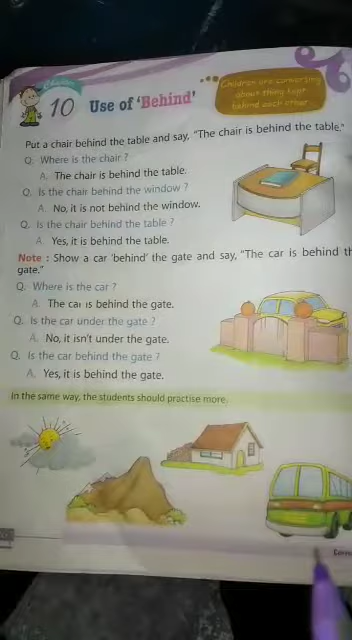 Chapter
10
Use of 'Behind'
Children are conversing
about thing kept
behind each other.
Put a chair behind the table and say, "The chair is behind the table."
Q. Where is the chair ?
A. The chair is behind the table.
Q. Is the chair behind the window ?
A. No, it is not behind the window.
Q. Is the chair behind the table ?
A. Yes, it is behind the table.
Note : Show a car 'behind' the gate and say, "The car is behind th
gate."
Q. Where is the car ?
A. The car is behind the gate.
Q. Is the car under the gate ?
A. No, it isn't under the gate.
Q. Is the car behind the gate ?
A. Yes, it is behind the gate.
In the same way, the students should practise more.